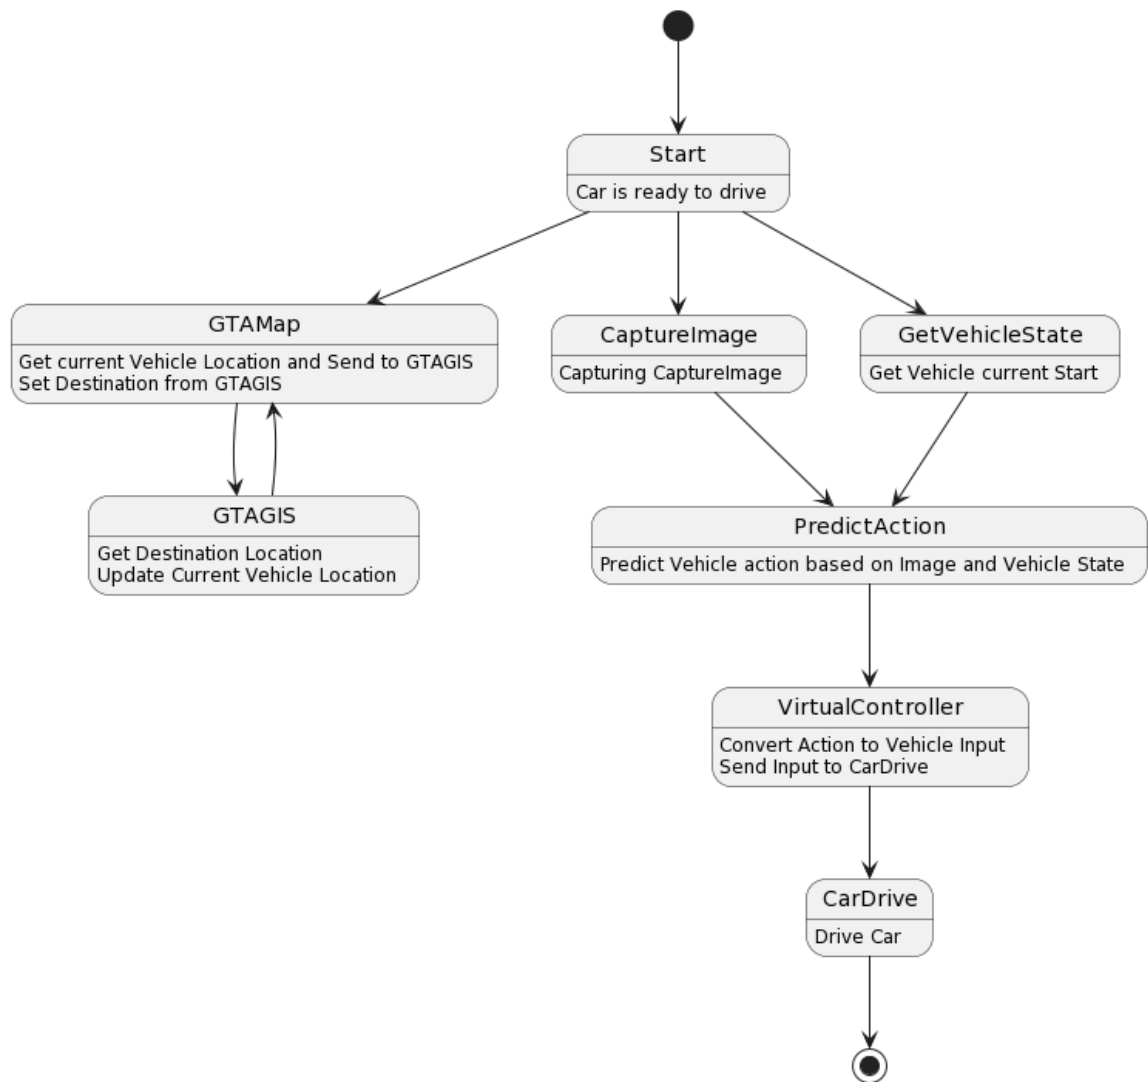 Start
Car is ready to drive
GTAMap
Get current Vehicle Location and Send to GTAGIS
Set Destination from GTAGIS
CaptureImage
Capturing CaptureImage
GetVehicleState
Get Vehicle current Start
GTAGIS
Get Destination Location
Update Current Vehicle Location
PredictAction
Predict Vehicle action based on Image and Vehicle State
VirtualController
Convert Action to Vehicle Input
Send Input to CarDrive
CarDrive
Drive Car